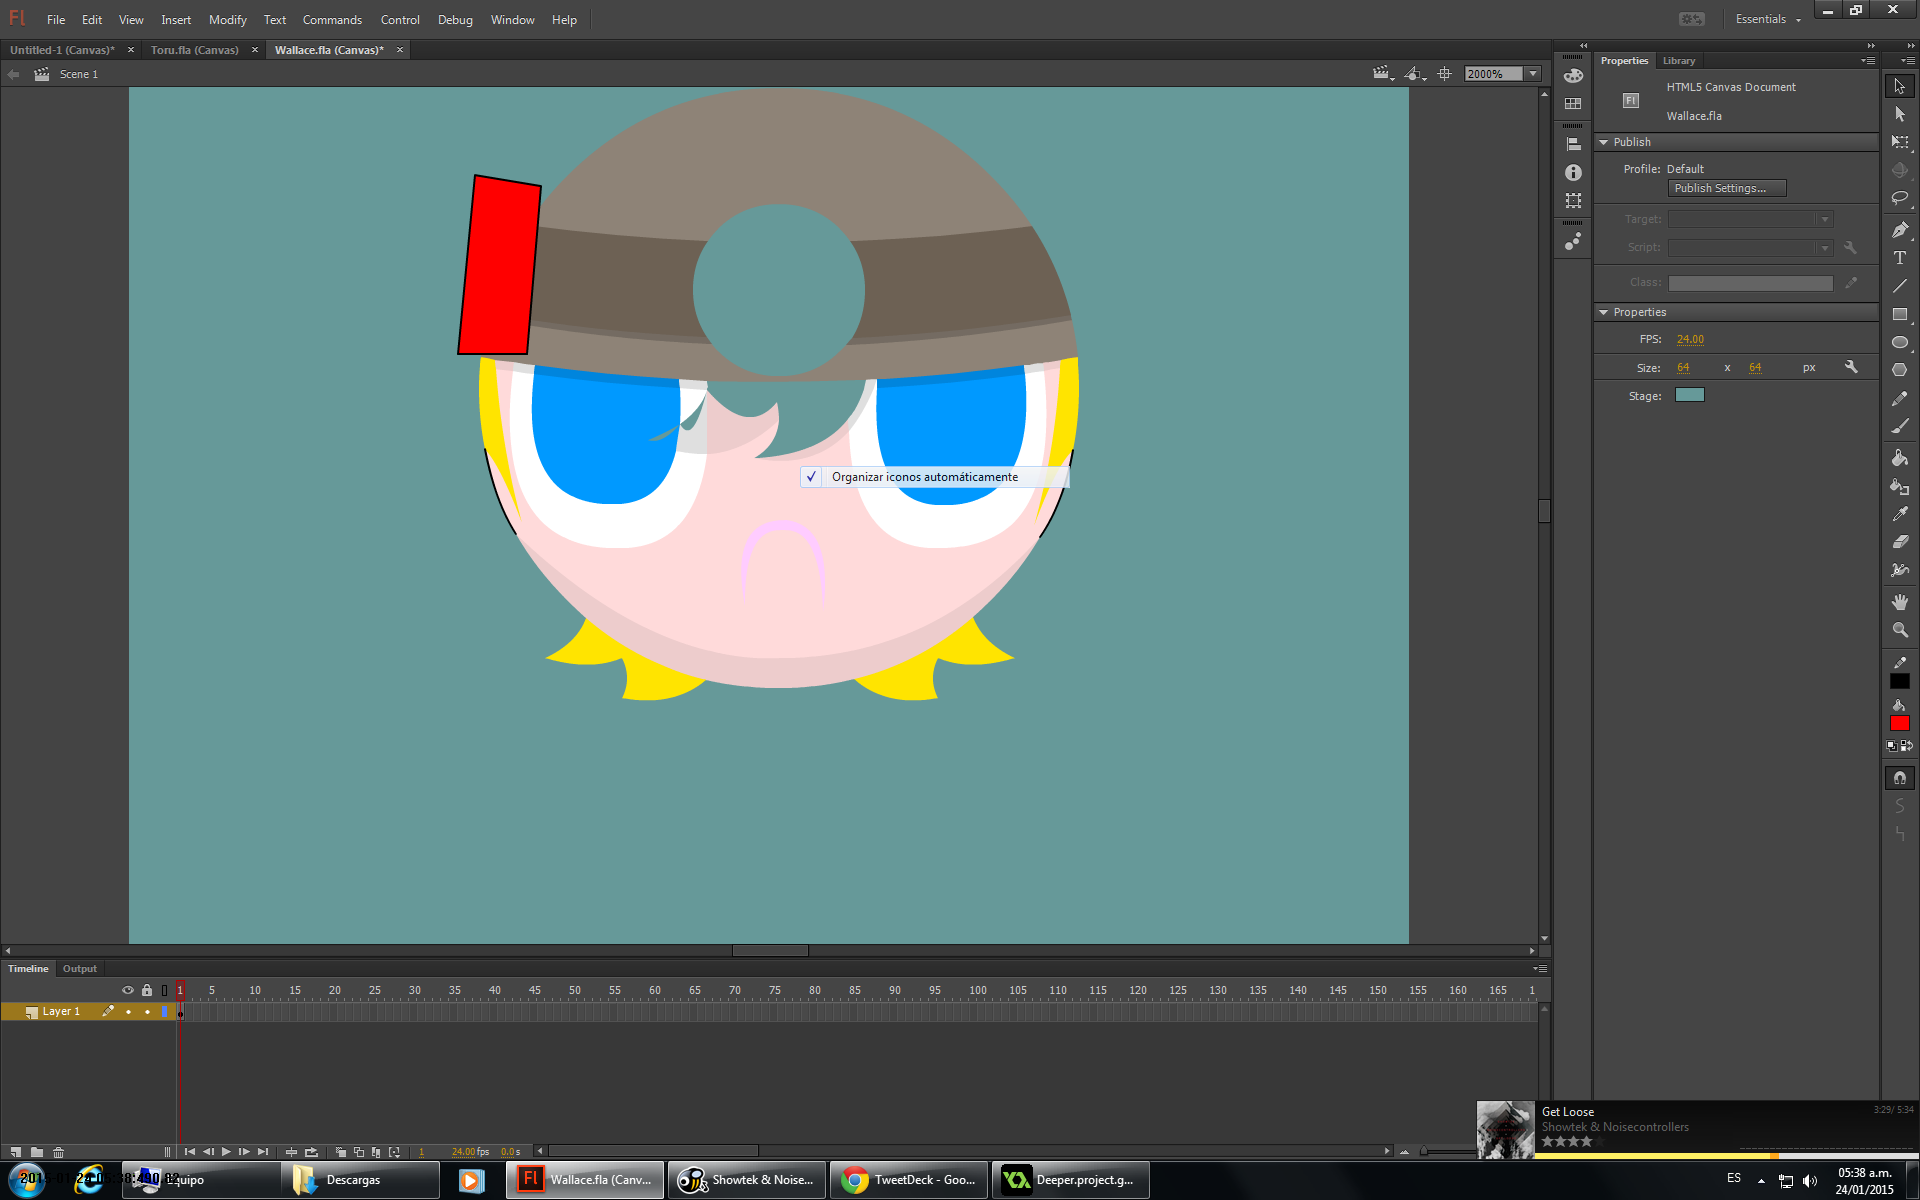 Fl File Edit View Insert Modify Text Commands Control Debug Window Help Essentials
Untitled-1 (Canvas)* Toru.fla (Canvas) Wallace.fla (Canvas)*
Scene 1 2000%
Properties Library
HTML5 Canvas Document
Fl
Wallace.fla
Publish
Profile: Default
Publish Settings...
Target:
Script:
Class:
Properties
FPS: 24.00
Size: 64 x 64 px
Stage:
Organizar iconos automáticamente
Timeline Output
1 5 10 15 20 25 30 35 40 45 50 55 60 65 70 75 80 85 90 95 100 105 110 115 120 125 130 135 140 145 150 155 160 165 1
Layer 1
1 24.00 fps 0.0 s
Get Loose 3:29/ 5:34
Showtek & Noisecontrollers
Equipo Descargas Fl Wallace.fla (Canv... Showtek & Noise... TweetDeck - Goo... Deeper.project.g... ES
05:38 a.m.
24/01/2015